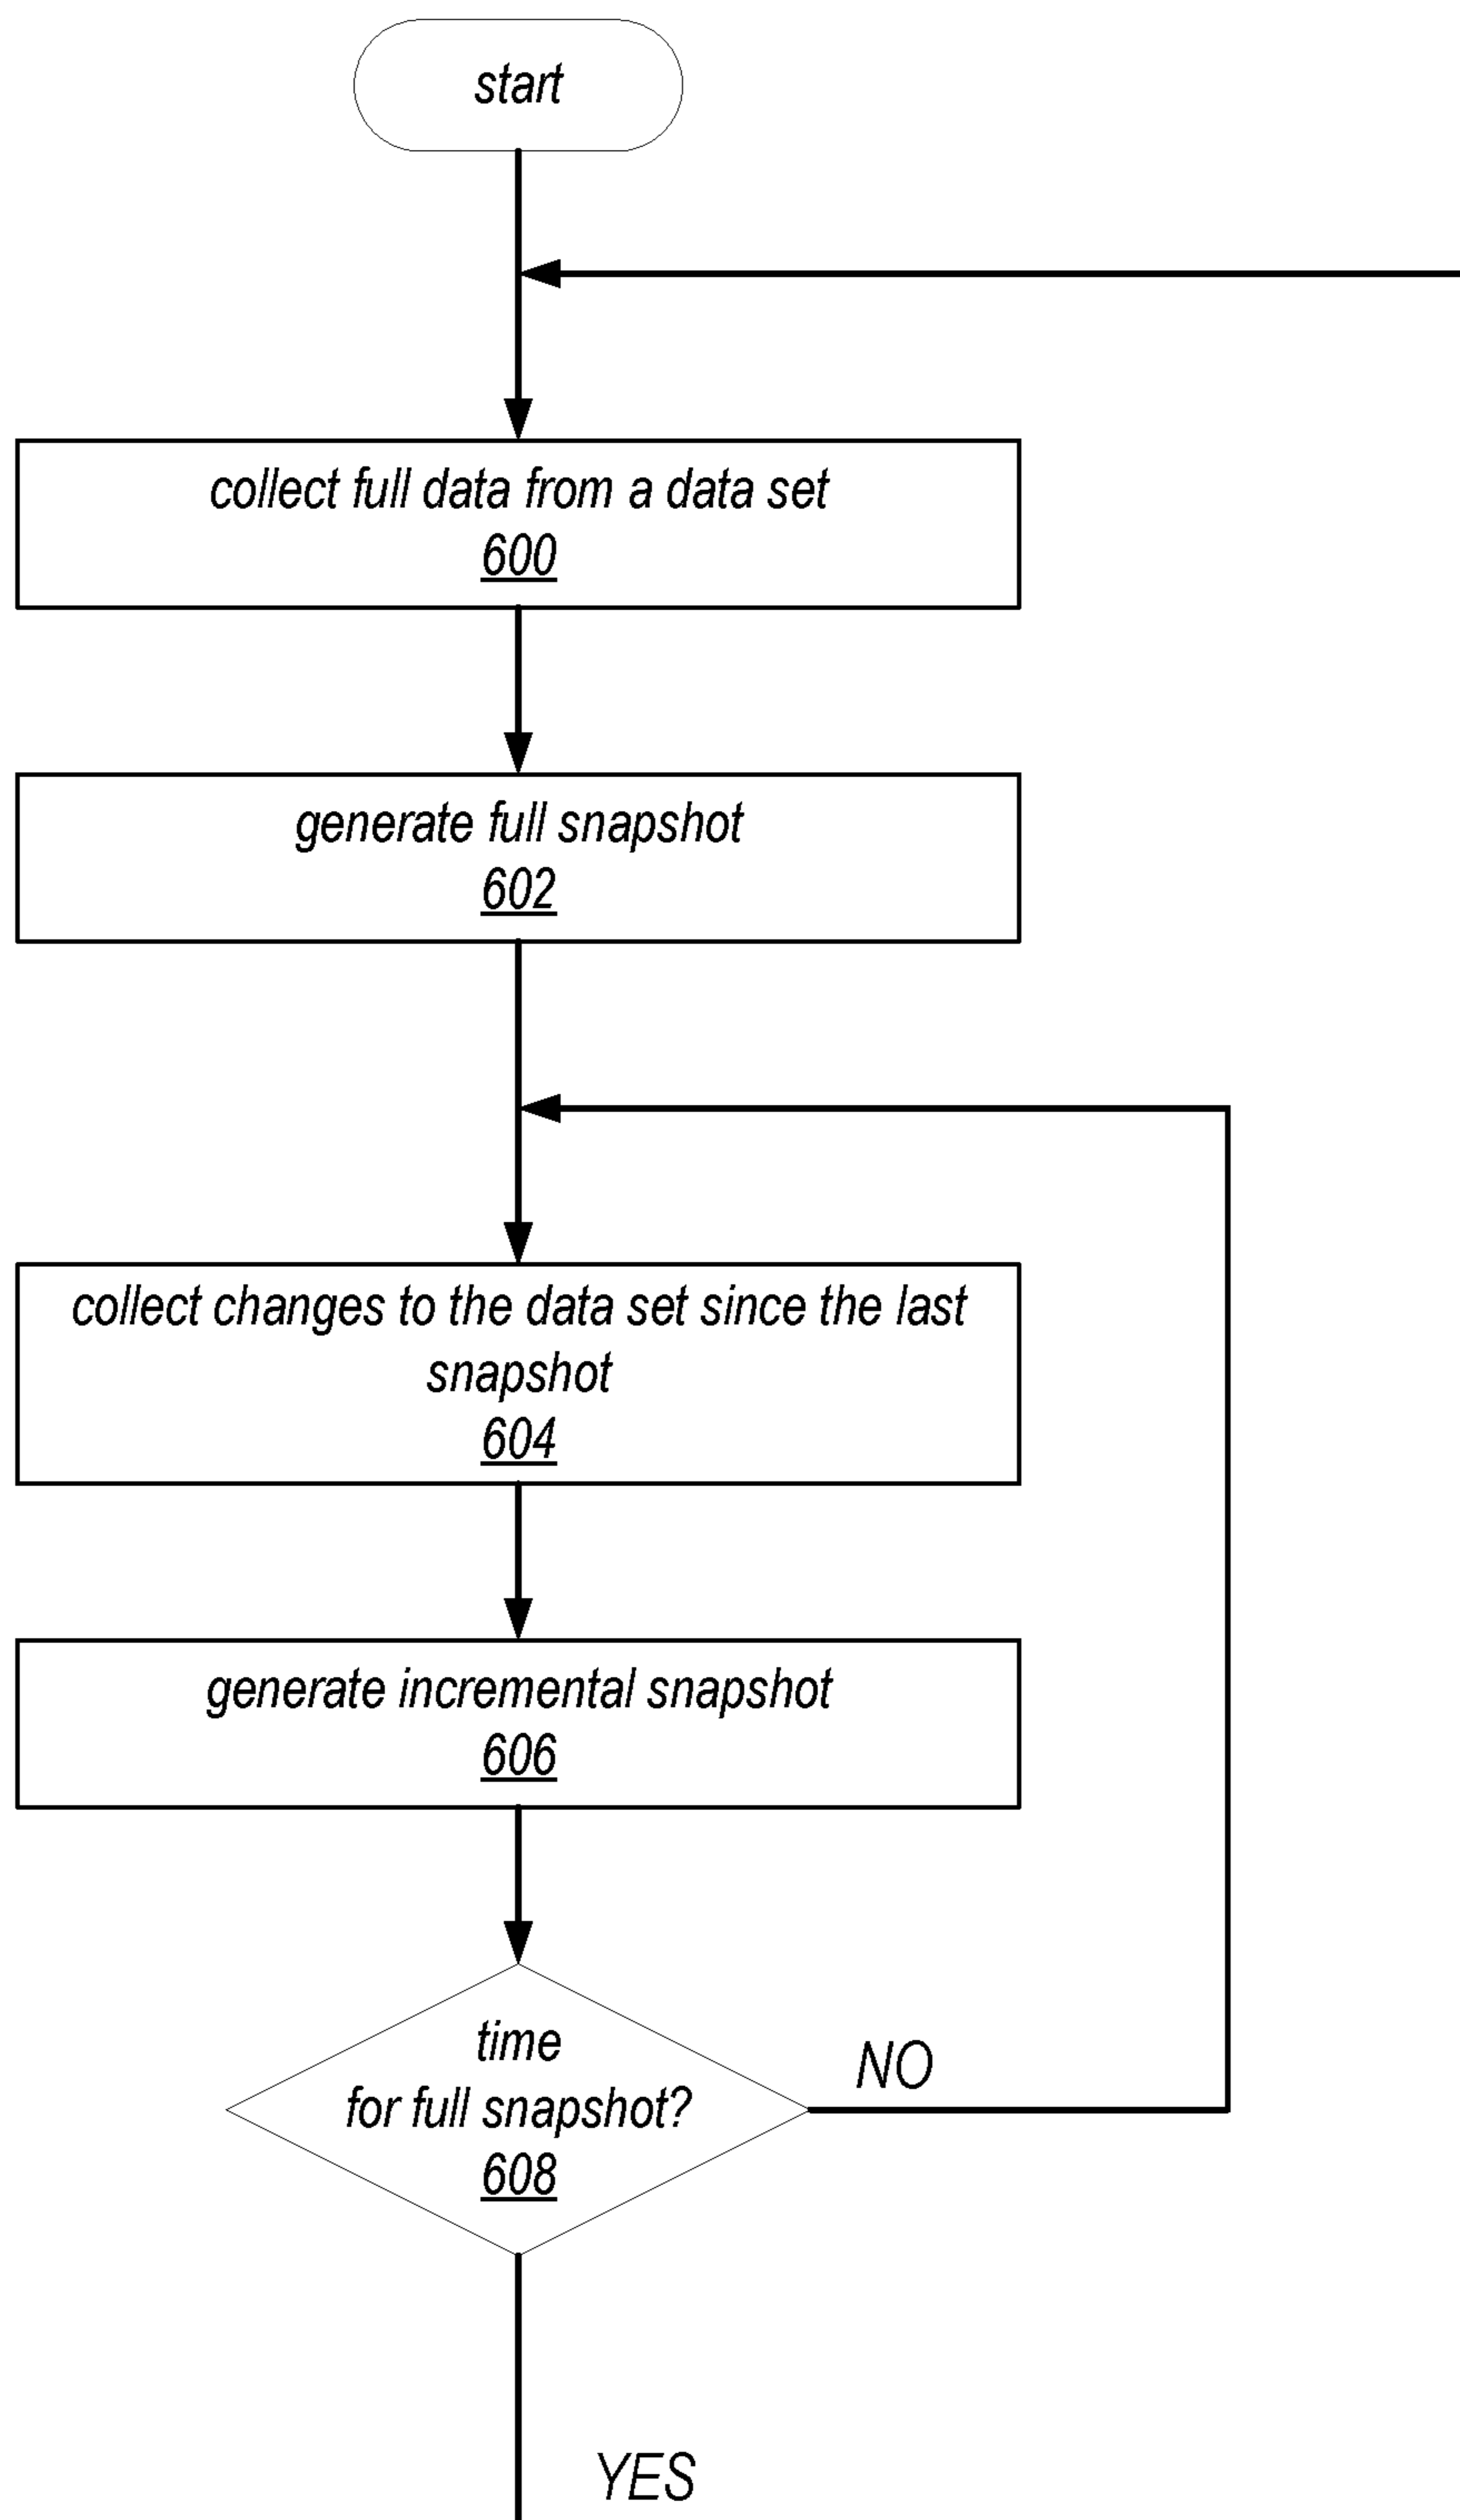 start
collect full data from a data set
600
generate full snapshot
602
collect changes to the data set since the last
snapshot
604
generate incremental snapshot
606
time
for full snapshot?
608
NO
YES